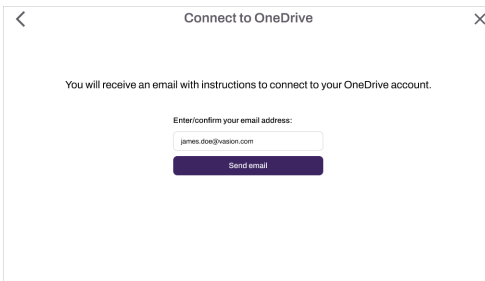 Connect to OneDrive
You will receive an email with instructions to connect to your OneDrive account.
Enter/confirm your email address:
james.doe@vasion.com
Send email